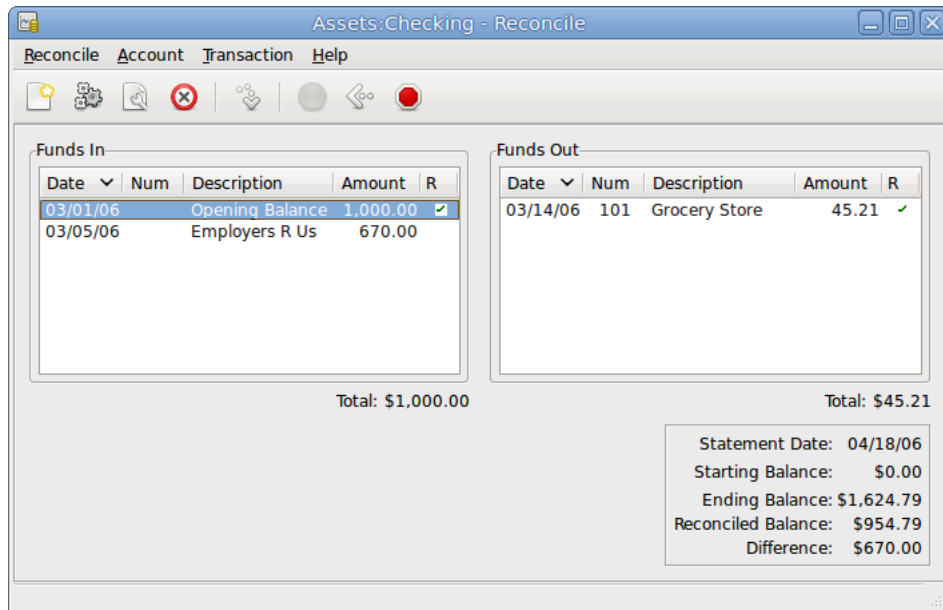 Assets:Checking - Reconcile
Reconcile Account Transaction Help
Funds In
Date Num Description Amount R
03/01/06 Opening Balance 1,000.00
03/05/06 Employers R Us 670.00
Total: $1,000.00
Funds Out
Date Num Description Amount R
03/14/06 101 Grocery Store 45.21
Total: $45.21
Statement Date: 04/18/06
Starting Balance: $0.00
Ending Balance: $1,624.79
Reconciled Balance: $954.79
Difference: $670.00